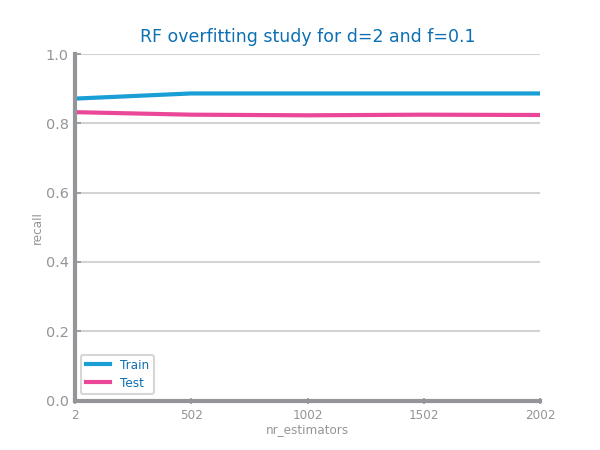 RF overfitting study for d=2 and f=0.1
1.0
0.8
0.6
0.4
0.2
0.0
recall
Train
Test
2 502 1002 1502 2002
nr_estimators